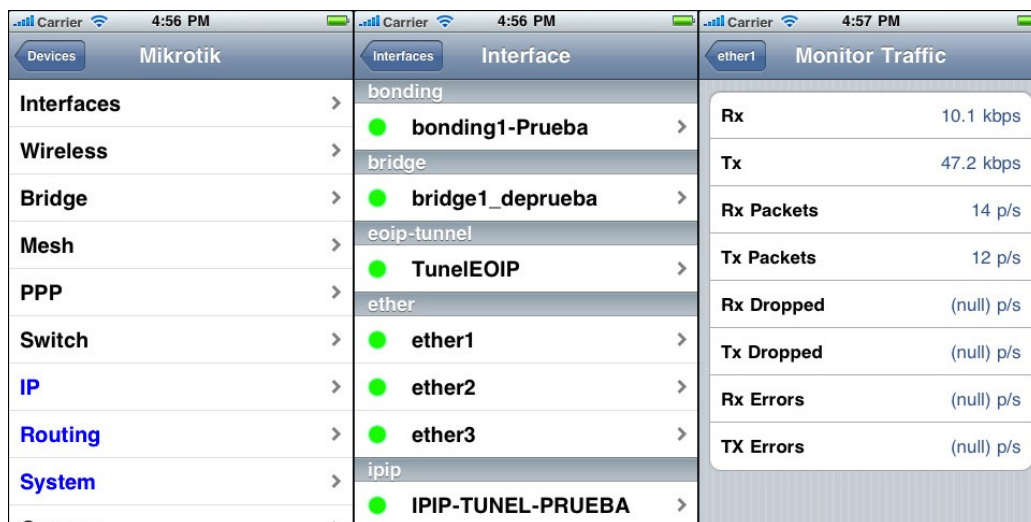 Carrier 4:56 PM
Devices Mikrotik
Interfaces
Wireless
Bridge
Mesh
PPP
Switch
IP
Routing
System
Carrier 4:56 PM
Interfaces Interface
bonding
bonding1-Prueba
bridge
bridge1_deprueba
eoip-tunnel
TunelEOIP
ether
ether1
ether2
ether3
ipip
IPIP-TUNEL-PRUEBA
Carrier 4:57 PM
ether1 Monitor Traffic
Rx 10.1 kbps
Tx 47.2 kbps
Rx Packets 14 p/s
Tx Packets 12 p/s
Rx Dropped (null) p/s
Tx Dropped (null) p/s
Rx Errors (null) p/s
TX Errors (null) p/s